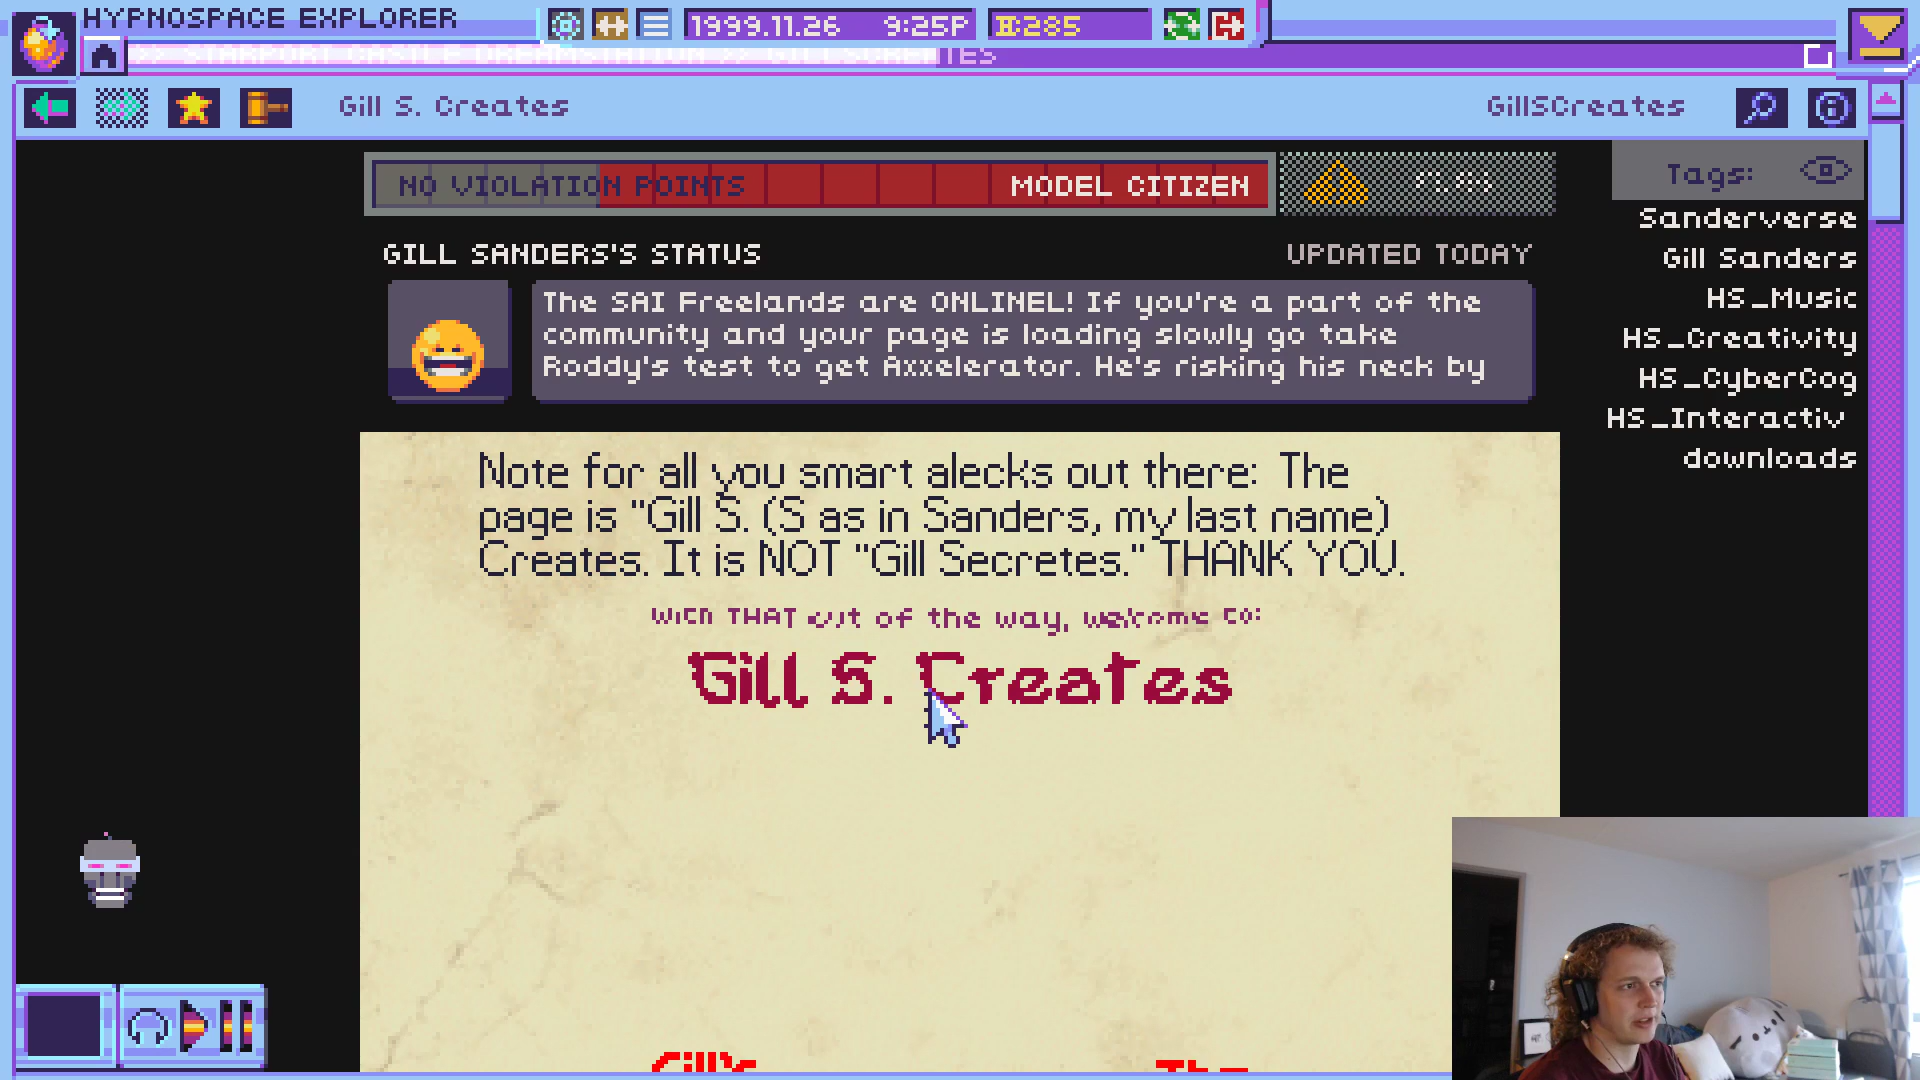 HYPNOSPACE EXPLORER
1999.11.26 9:25P
285
Gill S. Creates
GillSCreates
NO VIOLATION POINTS
MODEL CITIZEN
Tags:
Sanderverse
Gill Sanders
HS_Music
HS_Creativity
HS_CyberCog
HS_Interactiv
downloads
GILL SANDERS'S STATUS
UPDATED TODAY
The SAI Freelands are ONLINEL! If you're a part of the
community and your page is loading slowly go take
Roddy's test to get Axxelerator. He's risking his neck by
Note for all you smart alecks out there: The
page is "Gill S. (S as in Sanders, my last name)
Creates. It is NOT "Gill Secretes." THANK YOU.
WITH THAT out of the way, welcome to:
Gill S. Creates
Gill's
The